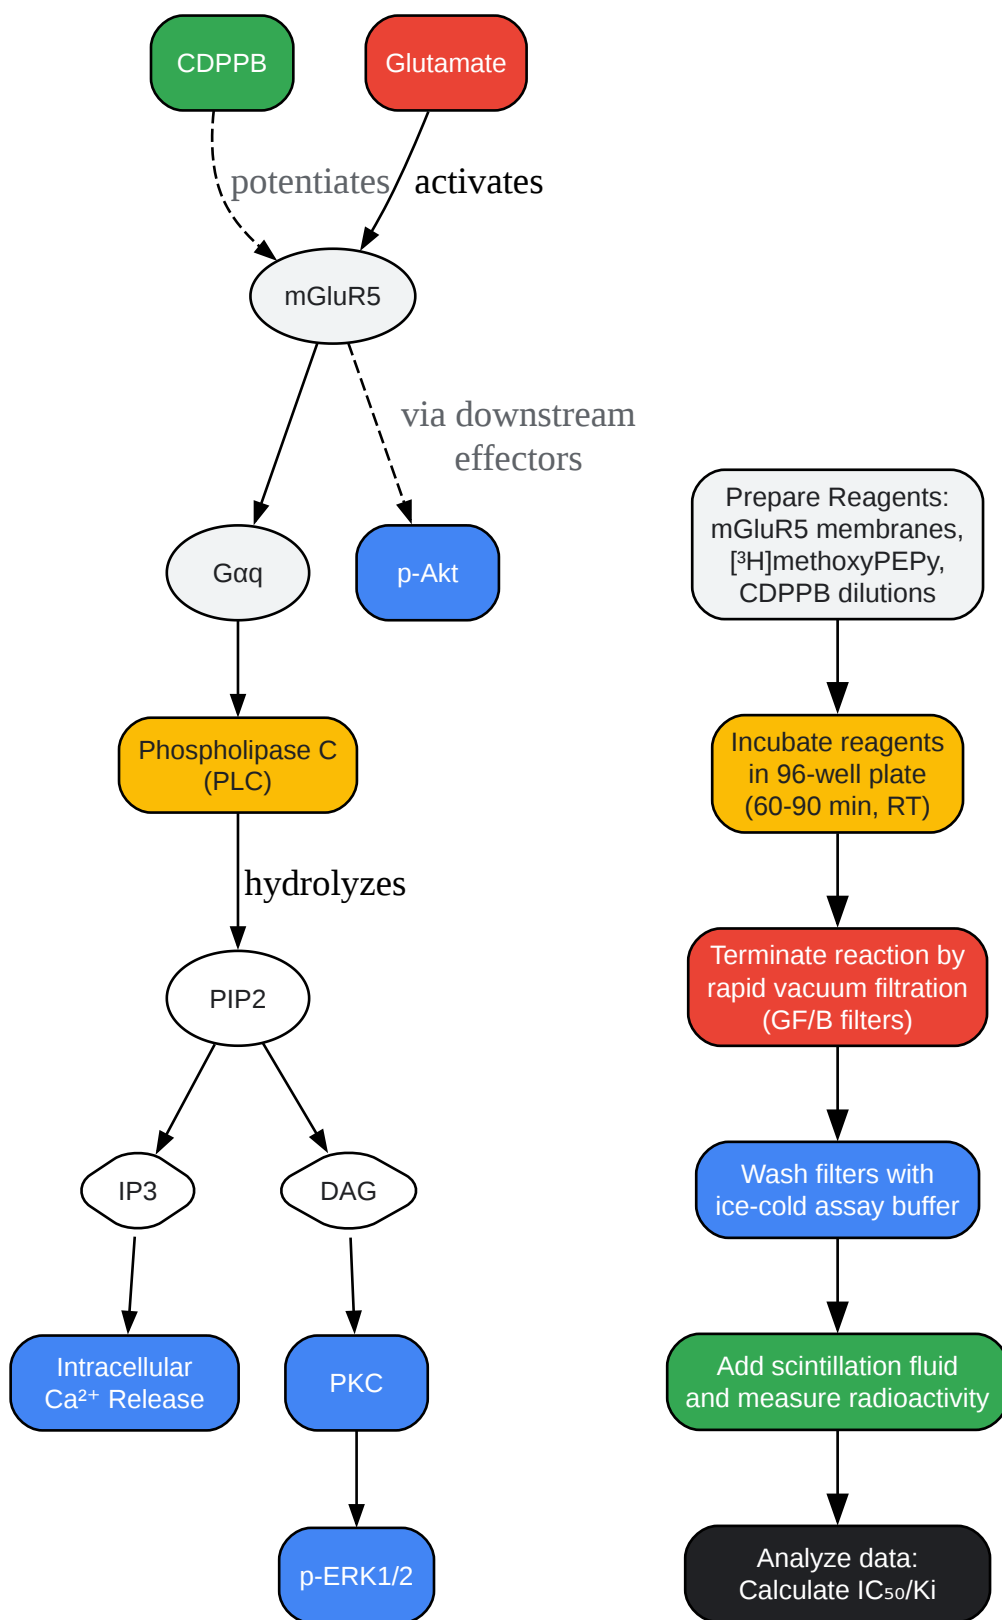 CDPPB
Glutamate
potentiates
activates
mGluR5
via downstream
effectors
Gαq
p-Akt
Phospholipase C
(PLC)
hydrolyzes
PIP2
IP3
DAG
Intracellular
Ca²⁺ Release
PKC
p-ERK1/2
Prepare Reagents:
mGluR5 membranes,
[³H]methoxyPEPy,
CDPPB dilutions
Incubate reagents
in 96-well plate
(60-90 min, RT)
Terminate reaction by
rapid vacuum filtration
(GF/B filters)
Wash filters with
ice-cold assay buffer
Add scintillation fluid
and measure radioactivity
Analyze data:
Calculate IC₅₀/Ki